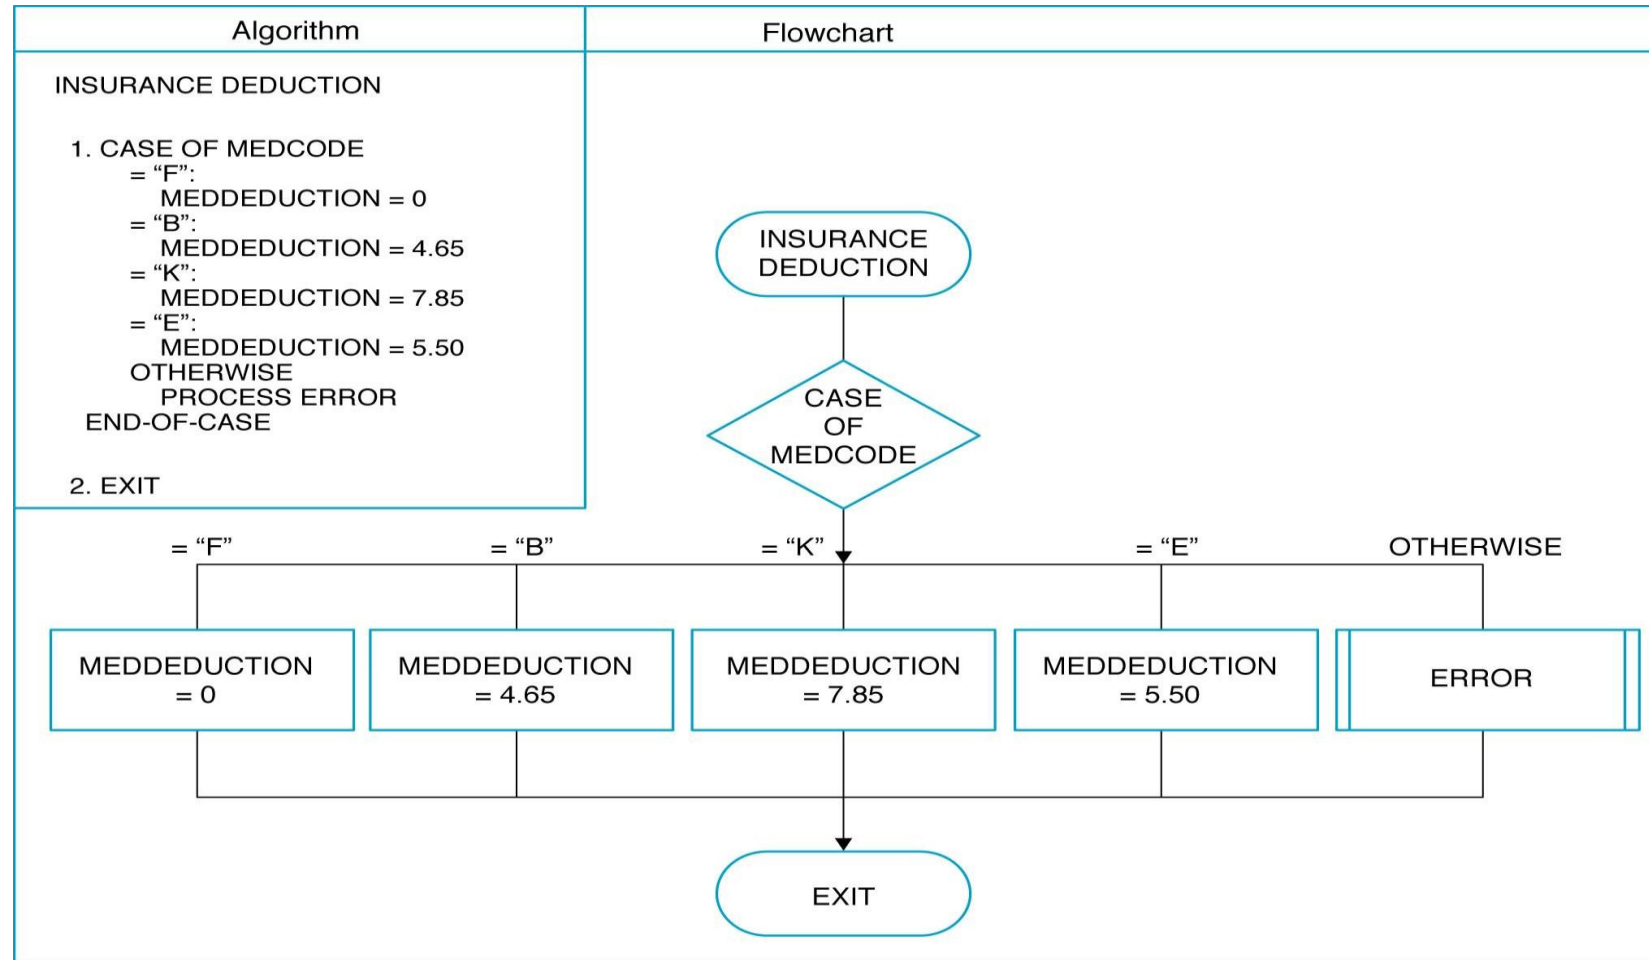 Algorithm
Flowchart
INSURANCE DEDUCTION
1. CASE OF MEDCODE
= “F”:
MEDDEDUCTION = 0
= “B”:
MEDDEDUCTION = 4.65
= “K”:
MEDDEDUCTION = 7.85
= “E”:
MEDDEDUCTION = 5.50
OTHERWISE
PROCESS ERROR
END-OF-CASE
2. EXIT
INSURANCE
DEDUCTION
CASE
OF
MEDCODE
= “F”
= “B”
= “K”
= “E”
OTHERWISE
MEDDEDUCTION
= 0
MEDDEDUCTION
= 4.65
MEDDEDUCTION
= 7.85
MEDDEDUCTION
= 5.50
ERROR
EXIT